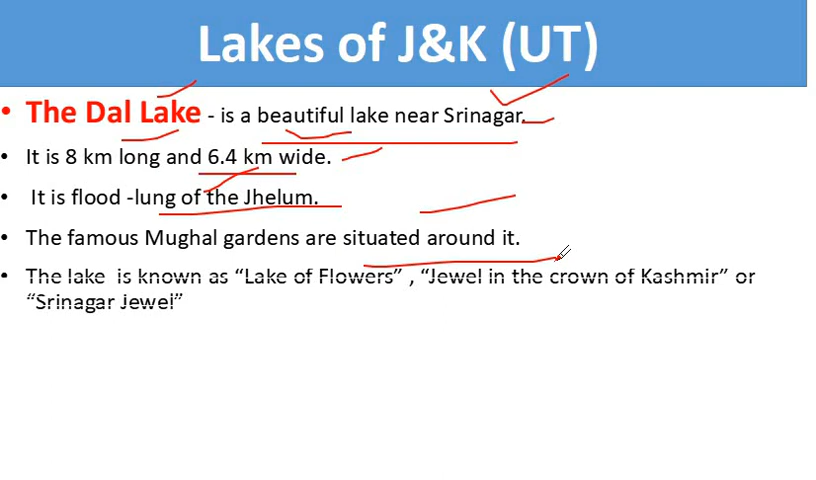 Lakes of J&K (UT)
• The Dal Lake - is a beautiful lake near Srinagar.
• It is 8 km long and 6.4 km wide.
• It is flood -lung of the Jhelum.
• The famous Mughal gardens are situated around it.
• The lake is known as “Lake of Flowers” , “Jewel in the crown of Kashmir” or
“Srinagar Jewel”